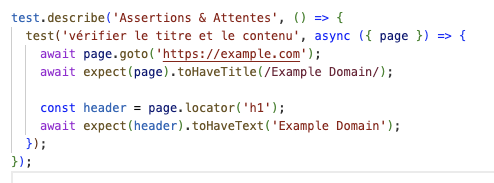 test.describe('Assertions & Attentes', () => {
  test('vérifier le titre et le contenu', async ({ page }) => {
    await page.goto('https://example.com');
    await expect(page).toHaveTitle(/Example Domain/);

    const header = page.locator('h1');
    await expect(header).toHaveText('Example Domain');
  });
});